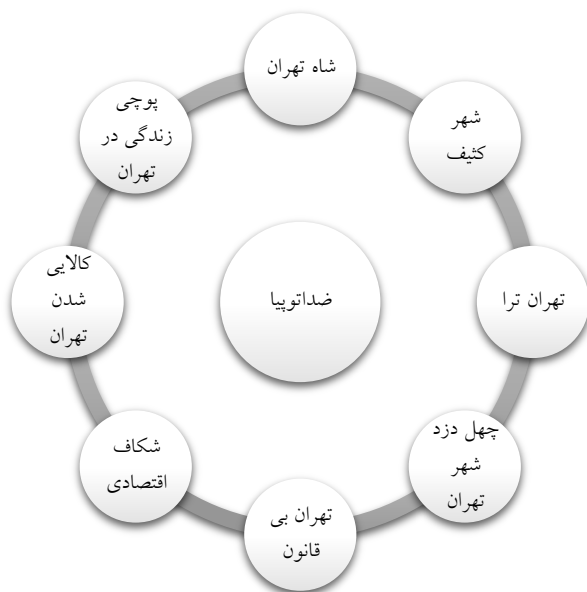 شاه تهران
شهر
کثیف
تهران ترا
چهل دزد
شهر
تهران
تهران بی
قانون
شکاف
اقتصادی
کالایی
شدن
تهران
پوچی
زندگی در
تهران
ضداتوپیا